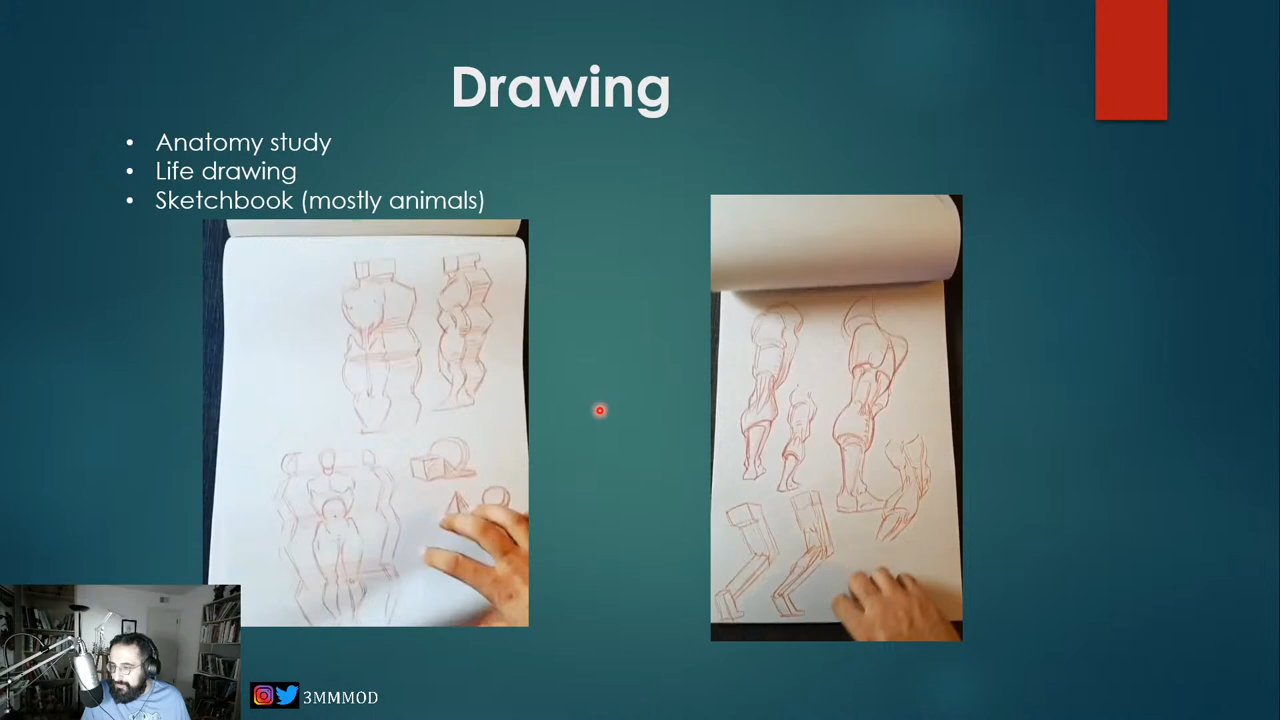 Drawing
• Anatomy study
• Life drawing
• Sketchbook (mostly animals)
3MMMOD